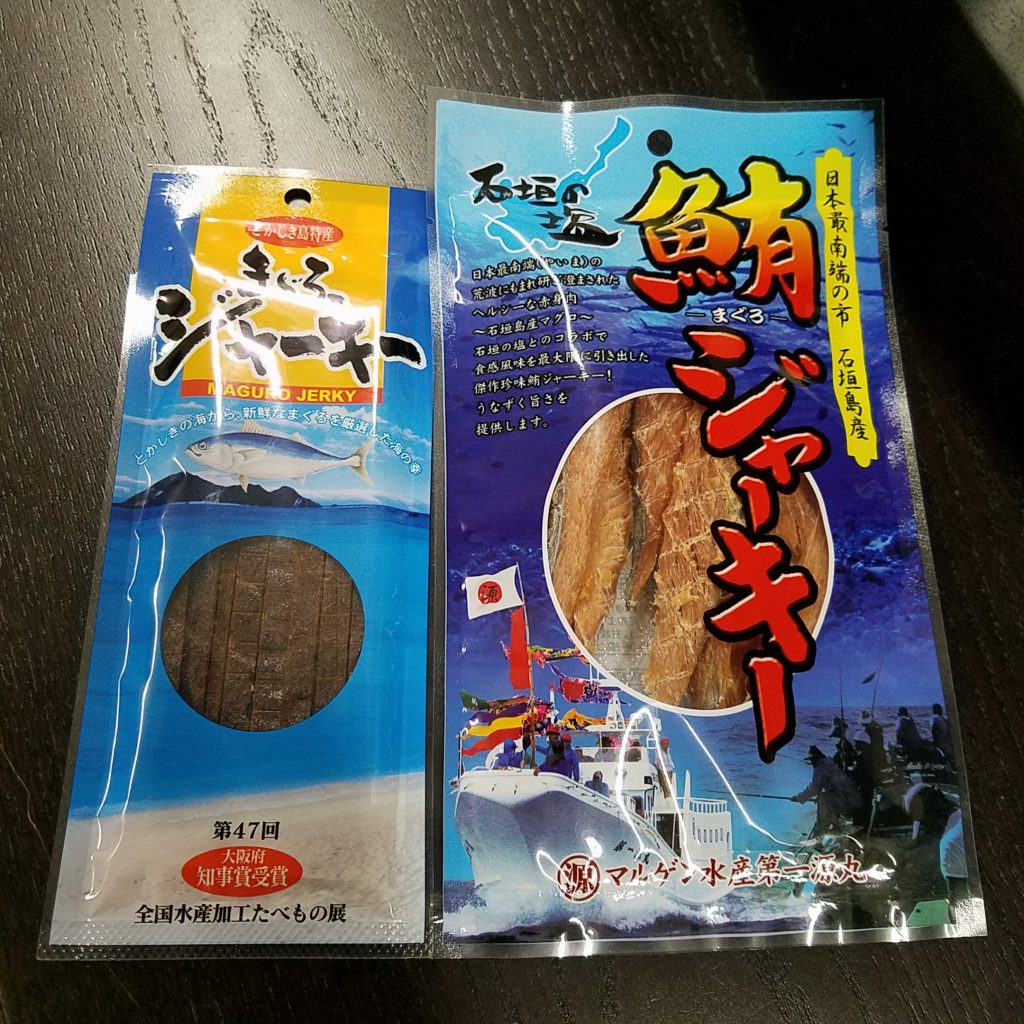 とかしき島特産
まぐろ
ジャーキー
MAGURO JERKY
とかしきの海から、新鮮なまぐろを厳選した海の幸
第47回
大阪府
知事賞受賞
全国水産加工たべもの展
石垣の
塩
日本最南端(やいま)の
荒波にもまれ研ぎ澄まされた
ヘルシーな赤身肉
〜石垣島産マグロ〜
石垣の塩とのコラボで
食感風味を最大限に引き出した
傑作珍味鮪ジャーキー!
うなずく旨さを
提供します。
鮪
—まぐろ—
ジャーキー
日本最南端の市 石垣島産
源
源 マルゲン水産第一源丸